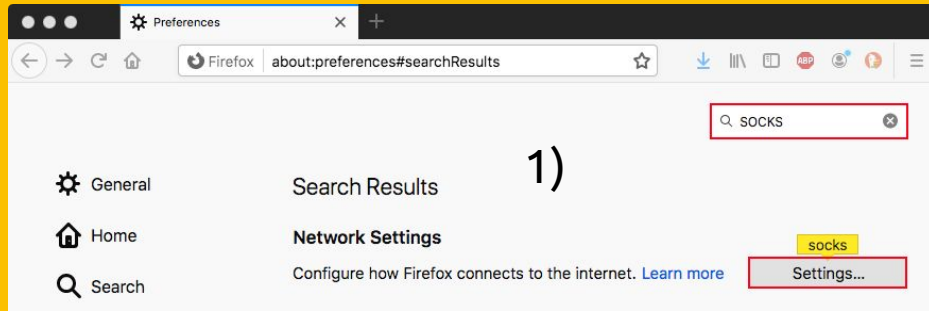 Preferences
Firefox about:preferences#searchResults
ABP
socks
1)
General
Search Results
Home
Network Settings
socks
Configure how Firefox connects to the internet. Learn more
Settings...
Search